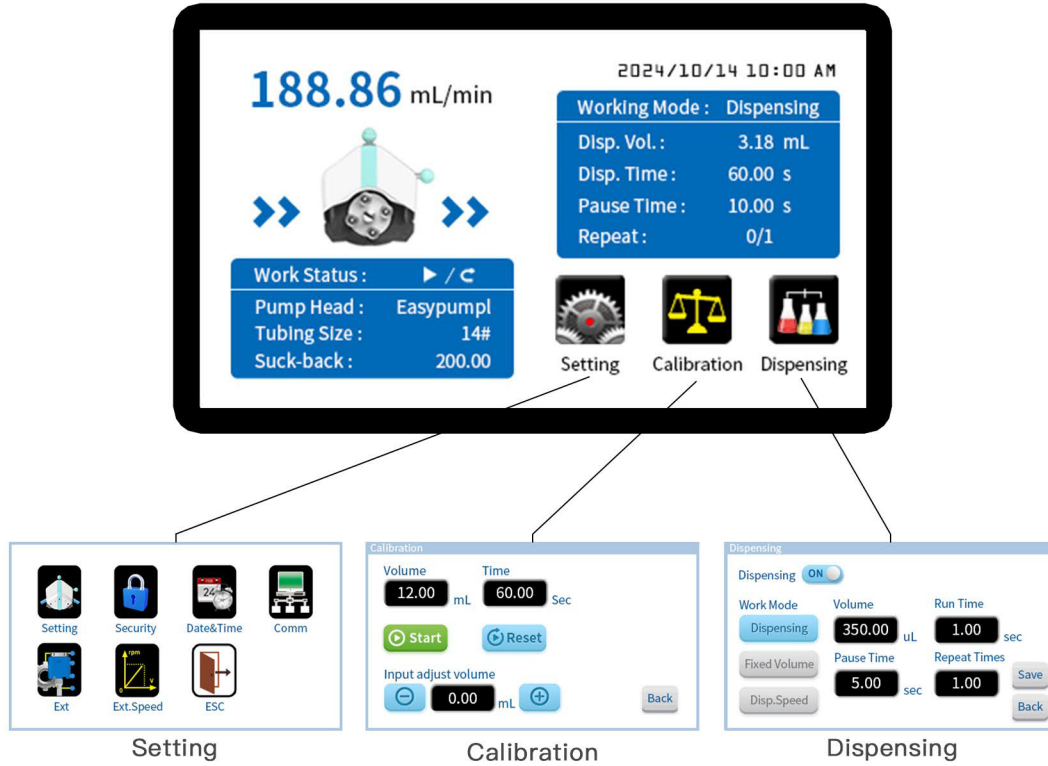 188.86 mL/min
2024/10/14 10:00 AM
Working Mode : Dispensing
Disp. Vol. : 3.18 mL
Disp. Time : 60.00 s
Pause Time : 10.00 s
Repeat : 0/1
Work Status : /
Pump Head : Easypumpl
Tubing Size : 14#
Suck-back : 200.00
Setting Calibration Dispensing
Setting Security Date&Time Comm
24
Ext Ext.Speed ESC
rpm
0 v
Setting
Calibration
Volume Time
12.00 mL 60.00 Sec
Start Reset
Input adjust volume
0.00 mL
Back
Calibration
Dispensing
Dispensing ON
Work Mode Volume Run Time
Dispensing 350.00 uL 1.00 sec
Fixed Volume Pause Time Repeat Times
5.00 sec 1.00 Save
Disp.Speed Back
Dispensing